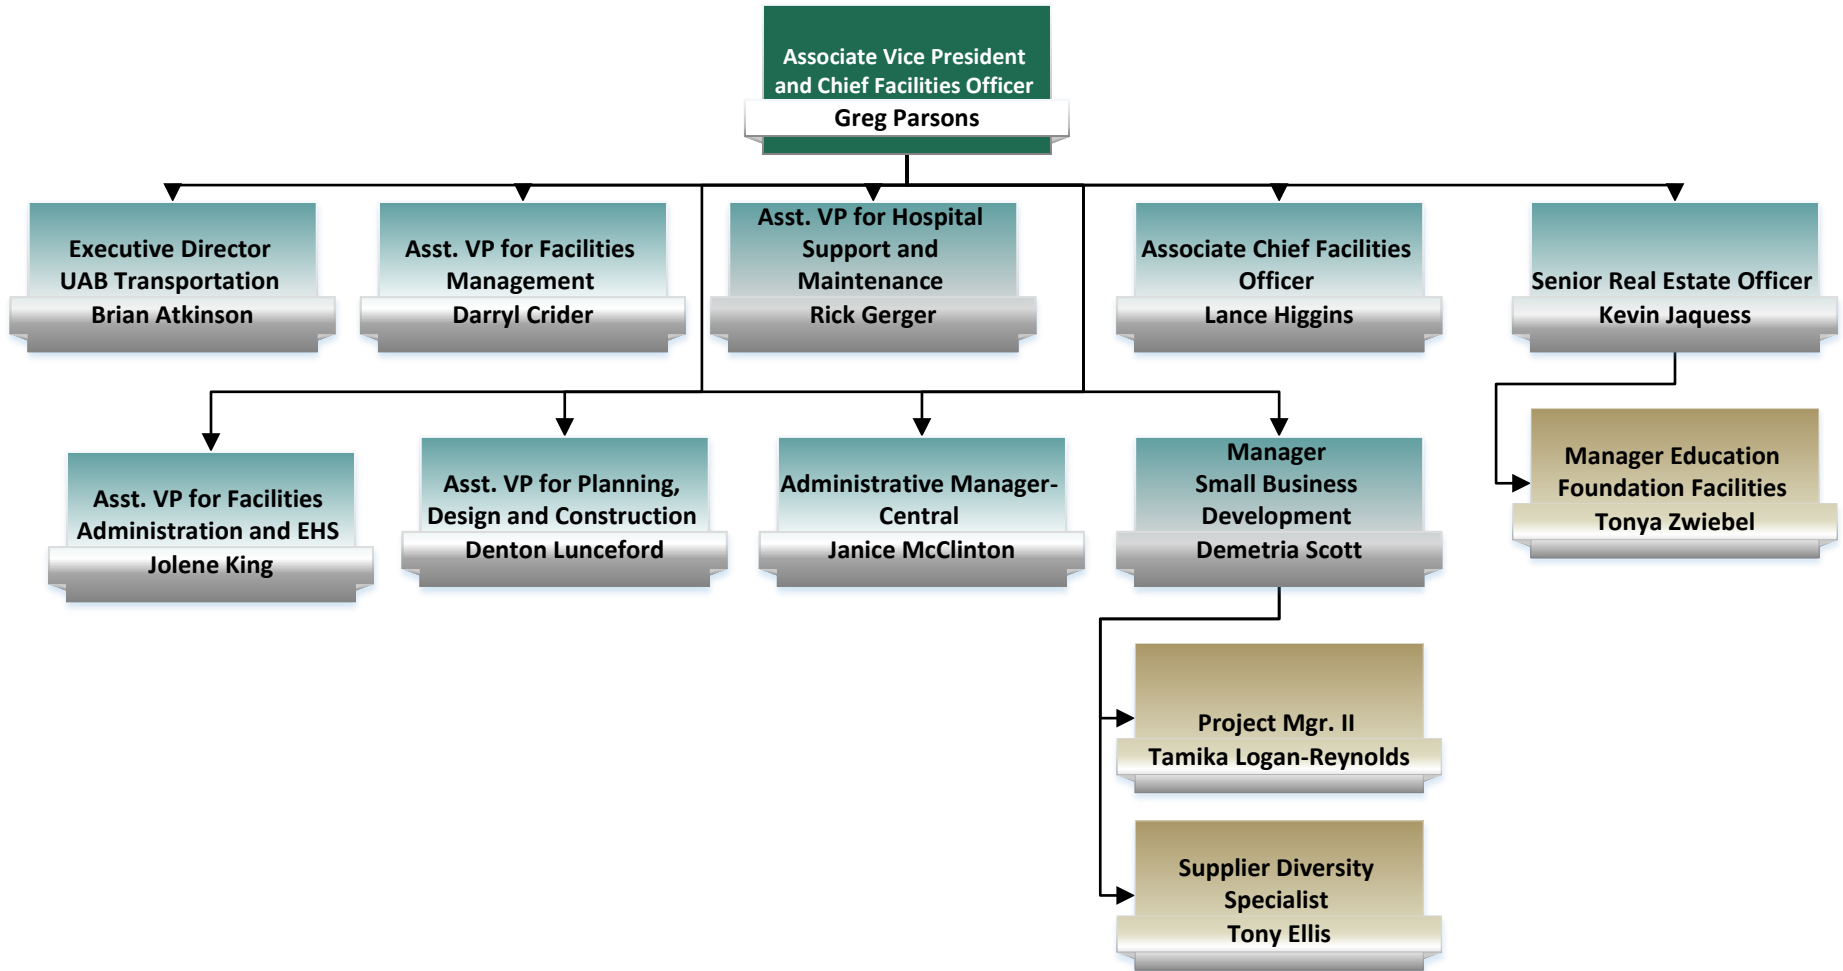 Associate Vice President
and Chief Facilities Officer
Greg Parsons
Executive Director
UAB Transportation
Brian Atkinson
Asst. VP for Facilities
Management
Darryl Crider
Asst. VP for Hospital
Support and
Maintenance
Rick Gerger
Associate Chief Facilities
Officer
Lance Higgins
Senior Real Estate Officer
Kevin Jaquess
Asst. VP for Facilities
Administration and EHS
Jolene King
Asst. VP for Planning,
Design and Construction
Denton Lunceford
Administrative Manager-
Central
Janice McClinton
Manager
Small Business
Development
Demetria Scott
Manager Education
Foundation Facilities
Tonya Zwiebel
Project Mgr. II
Tamika Logan-Reynolds
Supplier Diversity
Specialist
Tony Ellis